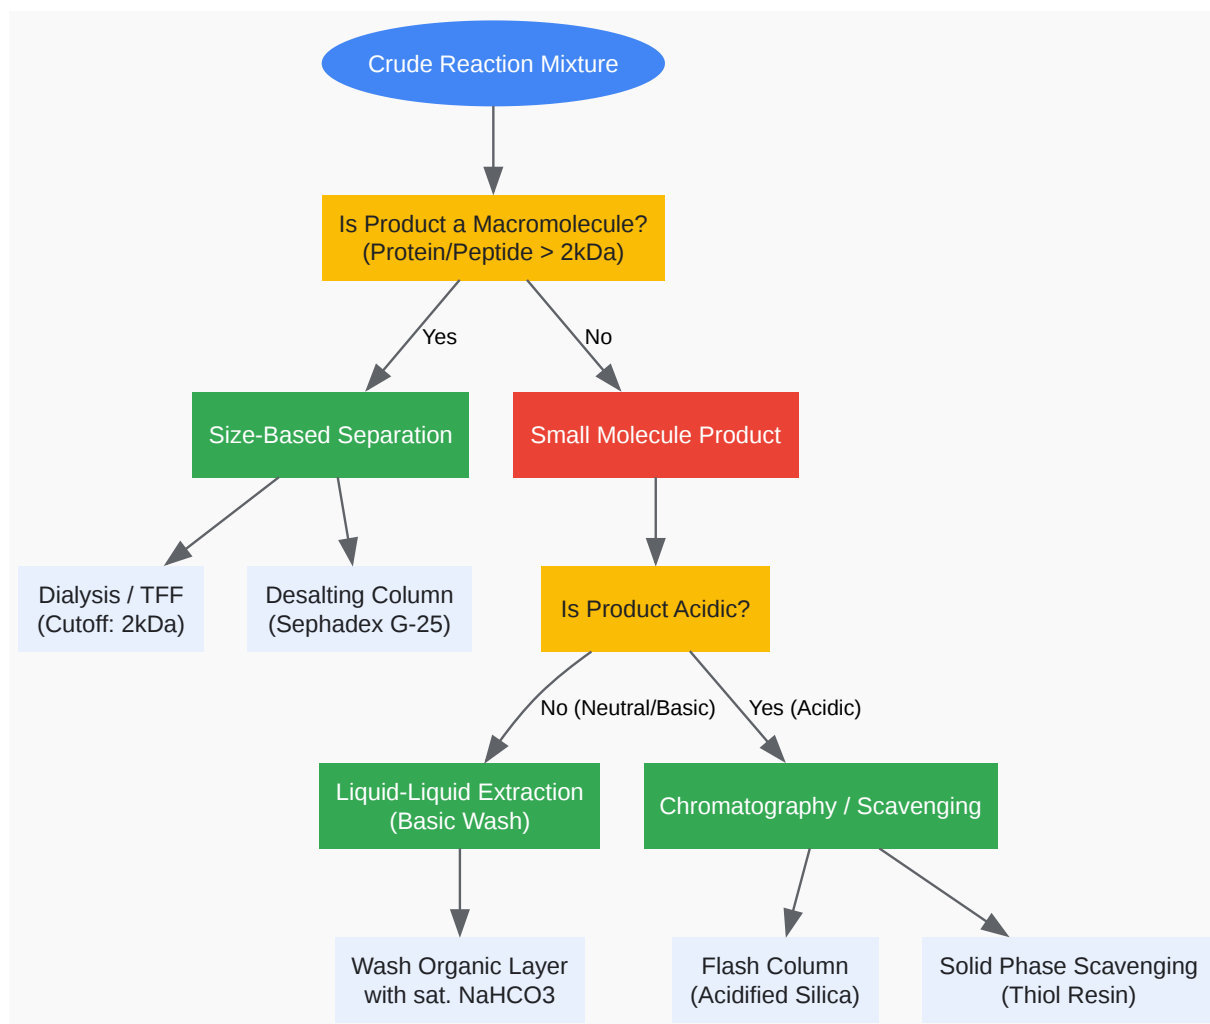 Crude Reaction Mixture
Is Product a Macromolecule?
(Protein/Peptide > 2kDa)
Yes
No
Size-Based Separation
Small Molecule Product
Dialysis / TFF
(Cutoff: 2kDa)
Desalting Column
(Sephadex G-25)
Is Product Acidic?
No (Neutral/Basic)
Yes (Acidic)
Liquid-Liquid Extraction
(Basic Wash)
Chromatography / Scavenging
Wash Organic Layer
with sat. NaHCO3
Flash Column
(Acidified Silica)
Solid Phase Scavenging
(Thiol Resin)